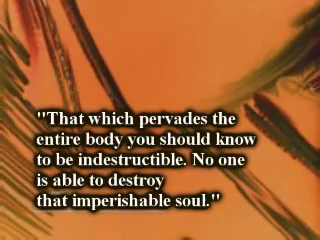 "That which pervades the
entire body you should know
to be indestructible. No one
is able to destroy
that imperishable soul."